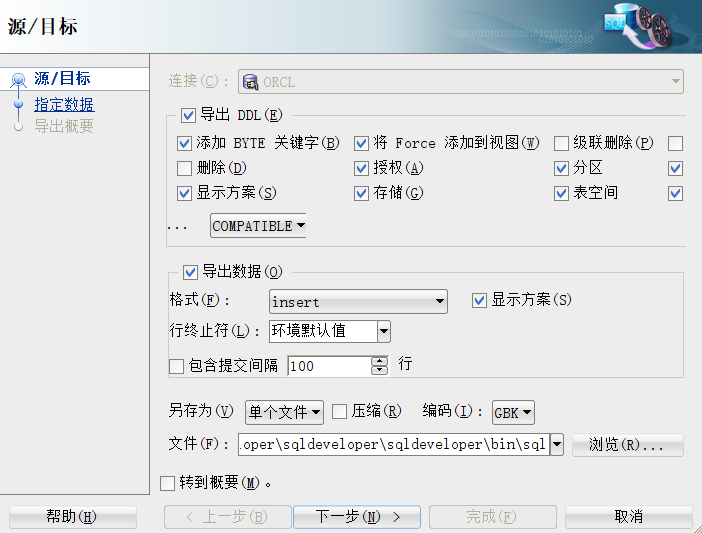 源/目标
SQL
源/目标
指定数据
导出概要
连接(C):
ORCL
导出 DDL(E)
添加 BYTE 关键字(B)
将 Force 添加到视图(W)
级联删除(P)
删除(D)
授权(A)
分区
显示方案(S)
存储(G)
表空间
...
COMPATIBLE
导出数据(O)
格式(F):
insert
显示方案(S)
行终止符(L):
环境默认值
包含提交间隔
100
行
另存为(V)
单个文件
压缩(R)
编码(I):
GBK
文件(F):
.oper\sqldeveloper\sqldeveloper\bin\sql
浏览(R)...
转到概要(M)。
帮助(H)
< 上一步(B)
下一步(N) >
完成(F)
取消